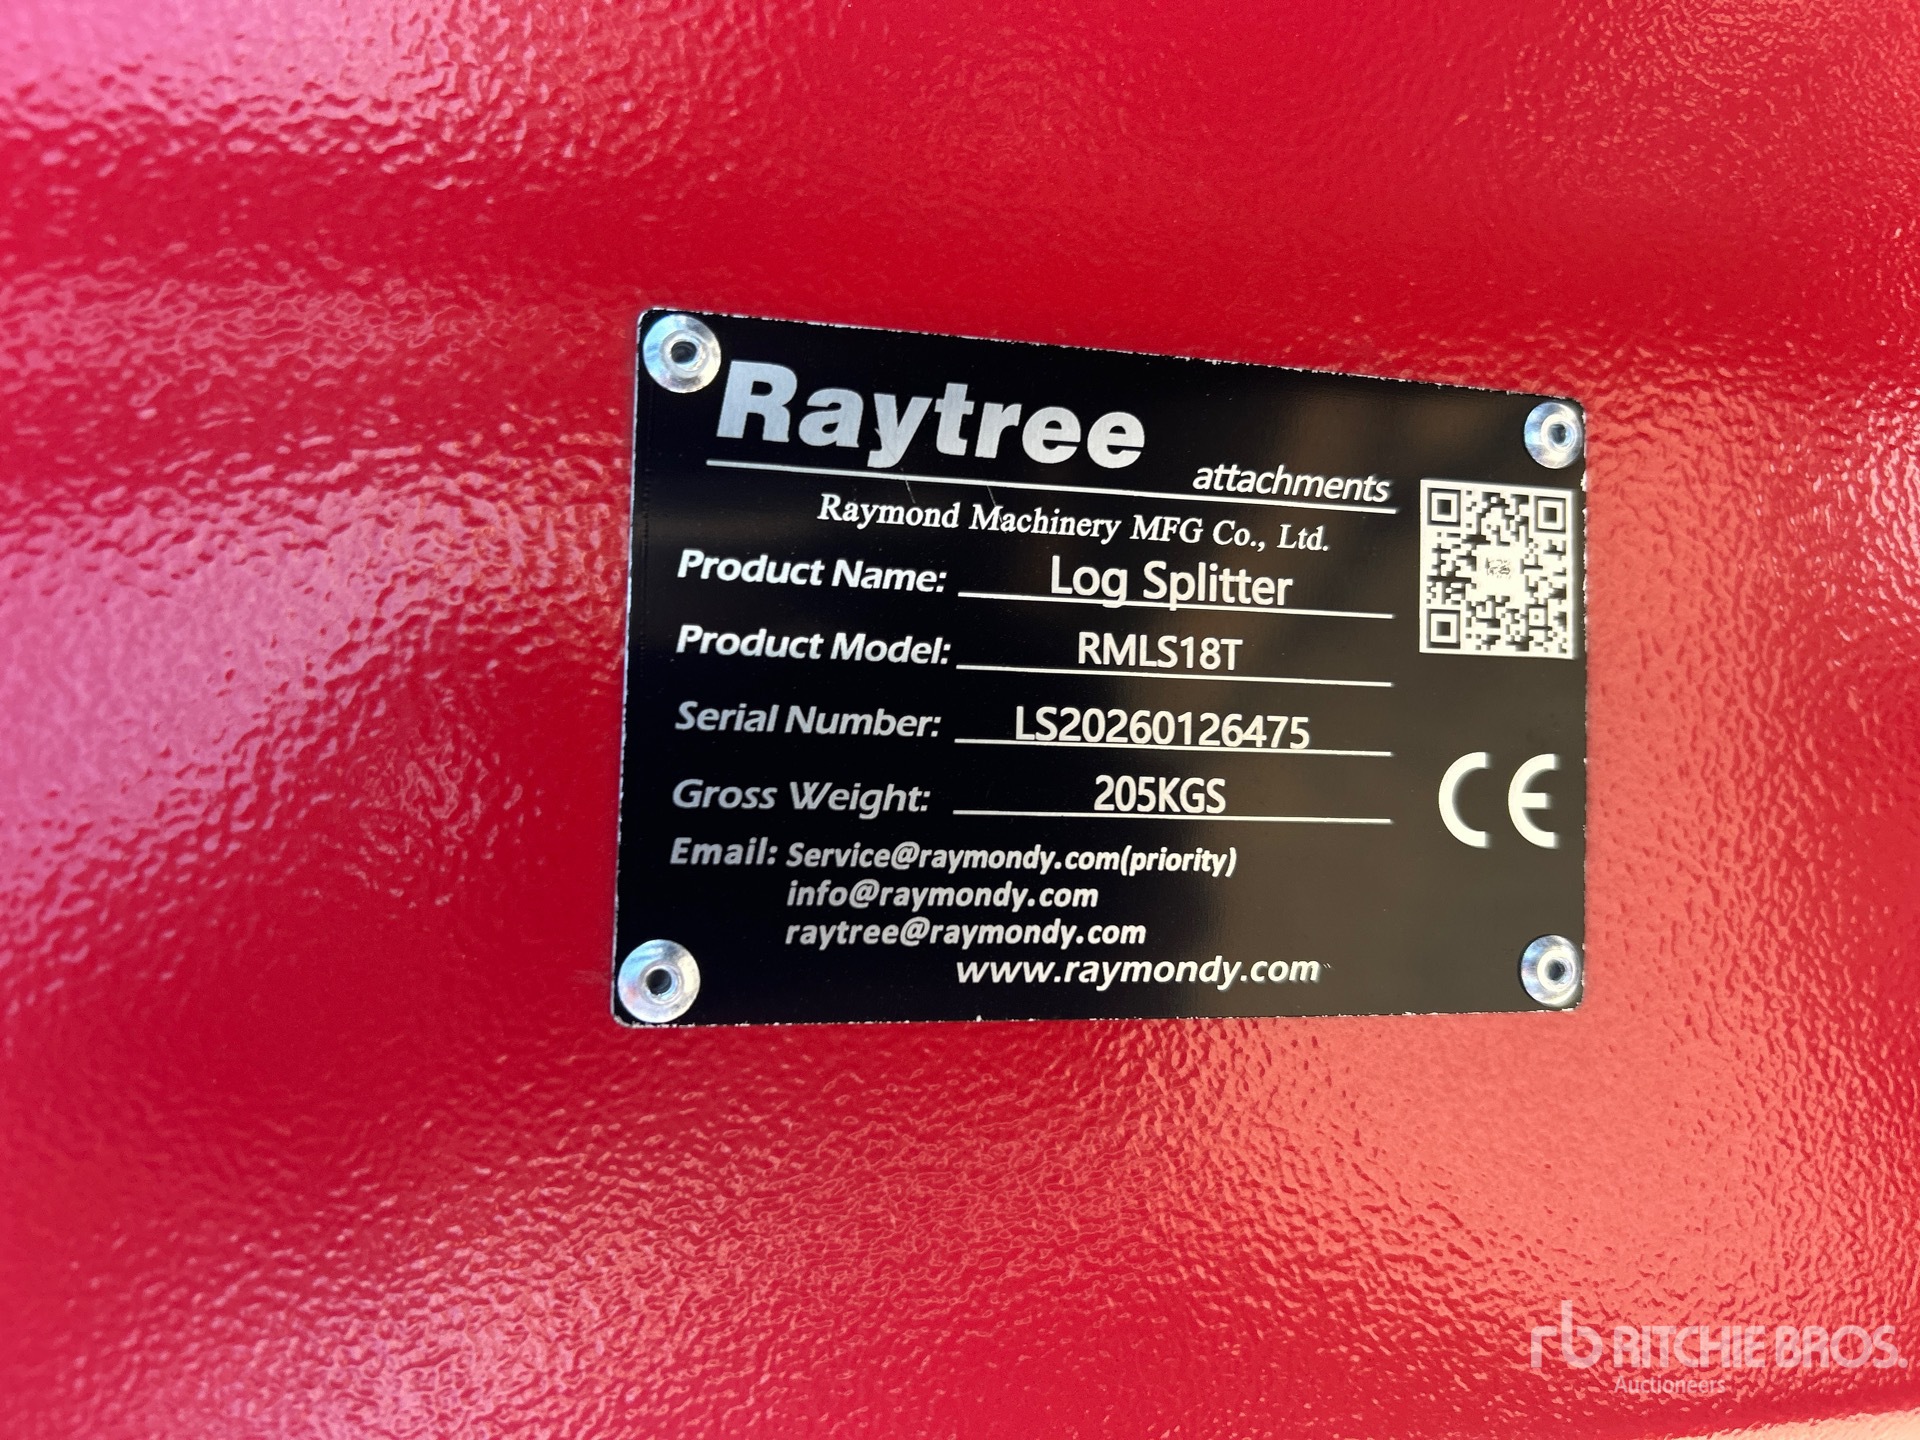 Raytree
attachments
Raymond Machinery MFG Co., Ltd.
Product Name: Log Splitter
Product Model: RMLS18T
Serial Number: LS20260126475
Gross Weight: 205KGS
Email: Service@raymondy.com(priority)
info@raymondy.com
raytree@raymondy.com
www.raymondy.com
CE
rb RITCHIE BROS.
Auctioneers